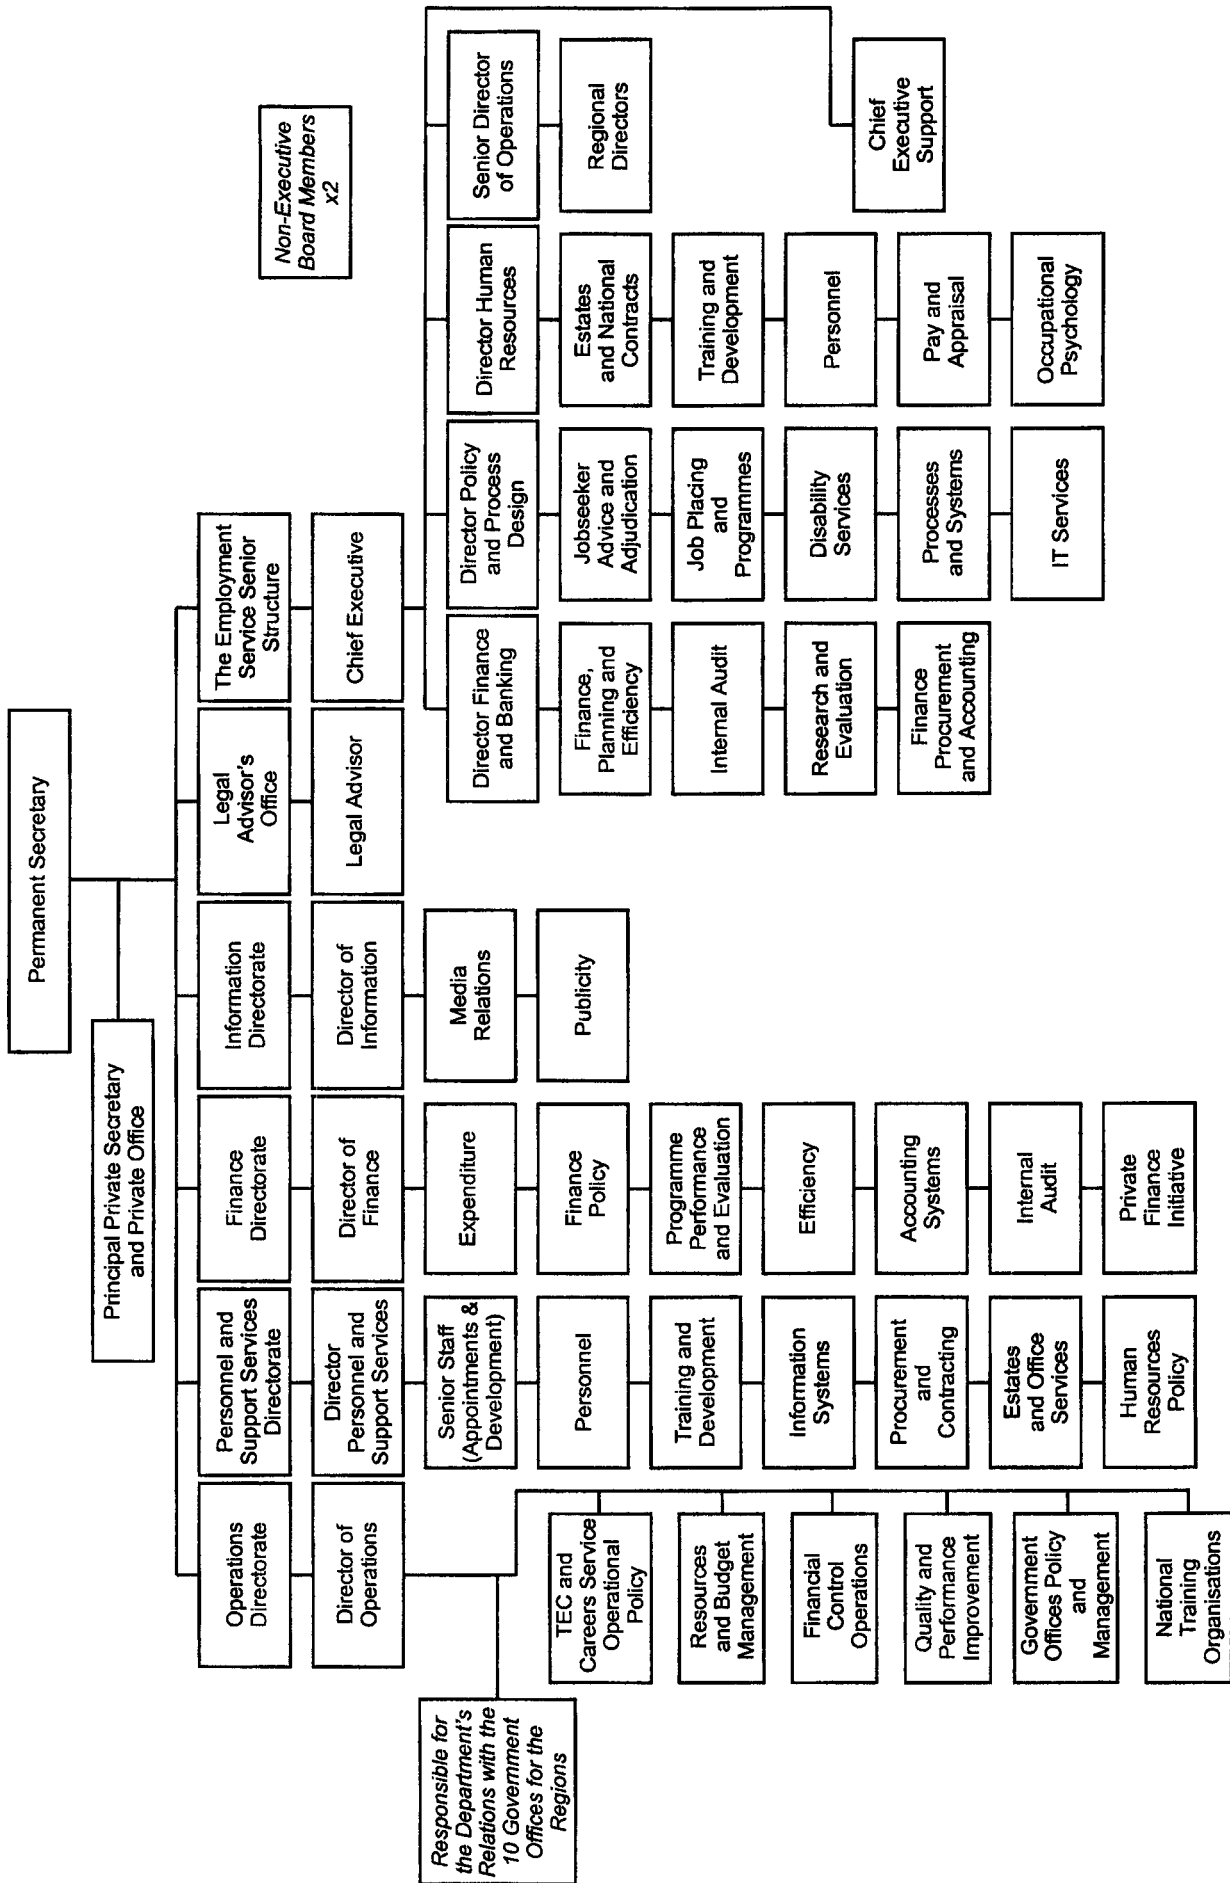 Permanent Secretary
Principal Private Secretary
and Private Office
Operations
Directorate
Personnel and
Support Services
Directorate
Finance
Directorate
Information
Directorate
Legal
Advisor's
Office
The Employment
Service Senior
Structure
Non-Executive
Board Members
x2
Director of
Operations
Director
Personnel and
Support Services
Director of
Finance
Director of
Information
Legal Advisor
Chief Executive
Responsible for
the Department's
Relations with the
10 Government
Offices for the
Regions
TEC and
Careers Service
Operational
Policy
Resources
and Budget
Management
Financial
Control
Operations
Quality and
Performance
Improvement
Government
Offices Policy
and
Management
National
Training
Organisations
Senior Staff
(Appointments &
Development)
Personnel
Training and
Development
Information
Systems
Procurement
and
Contracting
Estates
and Office
Services
Human
Resources
Policy
Expenditure
Finance
Policy
Programme
Performance
and Evaluation
Efficiency
Accounting
Systems
Internal
Audit
Private
Finance
Initiative
Media
Relations
Publicity
Director Finance
and Banking
Finance,
Planning and
Efficiency
Internal Audit
Research and
Evaluation
Finance
Procurement
and Accounting
Director Policy
and Process
Design
Jobseeker
Advice and
Adjudication
Job Placing
and
Programmes
Disability
Services
Processes
and Systems
IT Services
Director Human
Resources
Estates
and National
Contracts
Training and
Development
Personnel
Pay and
Appraisal
Occupational
Psychology
Senior Director
of Operations
Regional
Directors
Chief
Executive
Support